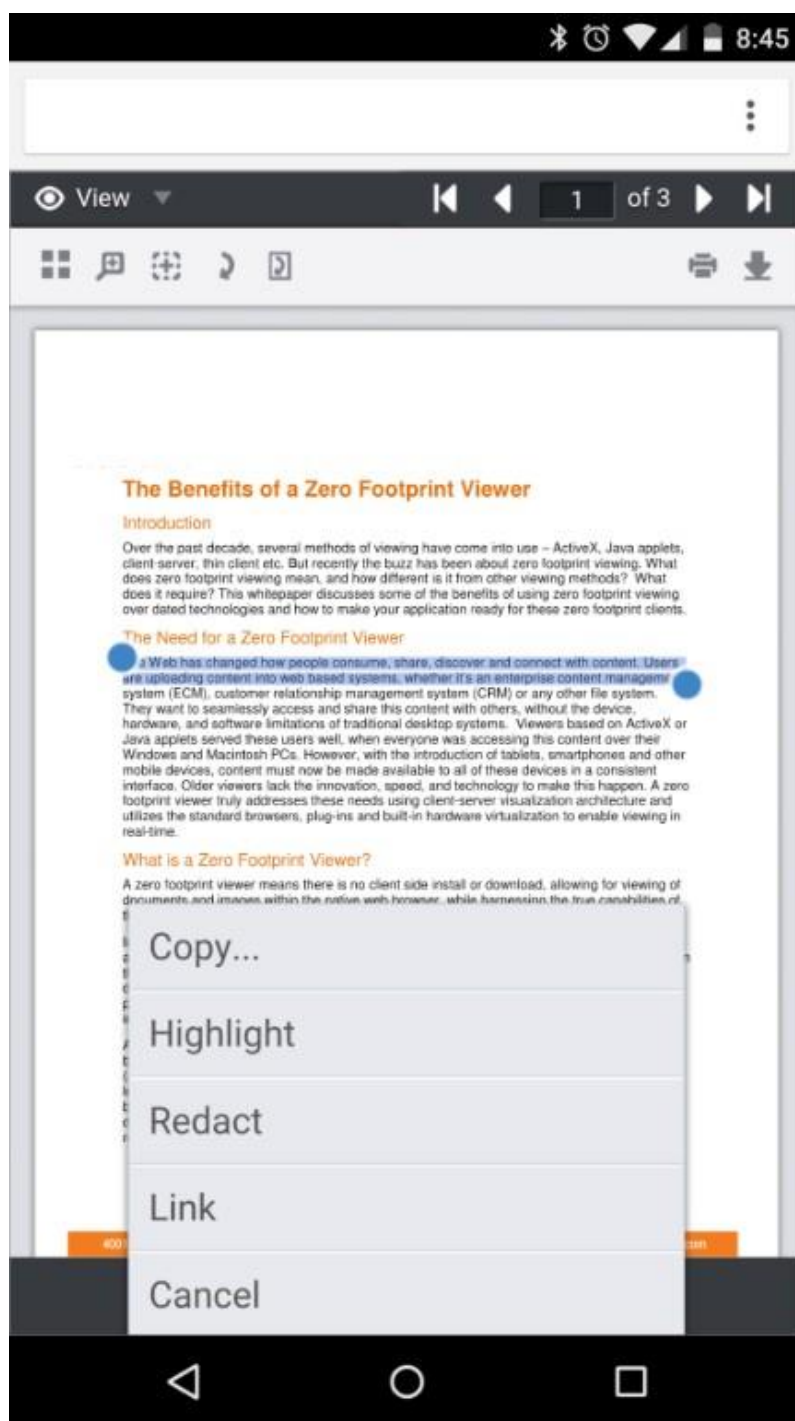 8:45
View
1 of 3
The Benefits of a Zero Footprint Viewer
Introduction
Over the past decade, several methods of viewing have come into use – ActiveX, Java applets,
client-server, thin client etc. But recently the buzz has been about zero footprint viewing. What
does zero footprint viewing mean, and how different is it from other viewing methods? What
does it require? This whitepaper discusses some of the benefits of using zero footprint viewing
over dated technologies and how to make your application ready for these zero footprint clients.
The Need for a Zero Footprint Viewer
Web has changed how people consume, share, discover and connect with content. Users
are uploading content into web based systems, whether it's an enterprise content
system (ECM), customer relationship management system (CRM) or any other file system.
They want to seamlessly access and share this content with others, without the device,
hardware, and software limitations of traditional desktop systems. Viewers based on ActiveX or
Java applets served these users well, when everyone was accessing this content over their
Windows and Macintosh PCs. However, with the introduction of tablets, smartphones and other
mobile devices, content must now be made available to all of these devices in a consistent
interface. Older viewers lack the innovation, speed, and technology to make this happen. A zero
footprint viewer truly addresses these needs using client-server visualization architecture and
utilizes the standard browsers, plug-ins and built-in hardware virtualization to enable viewing in
real-time.
What is a Zero Footprint Viewer?
A zero footprint viewer means there is no client side install or download, allowing for viewing of
documents and images within the native web browser, while harnessing the true capabilities of
Copy...
Highlight
Redact
Link
Cancel